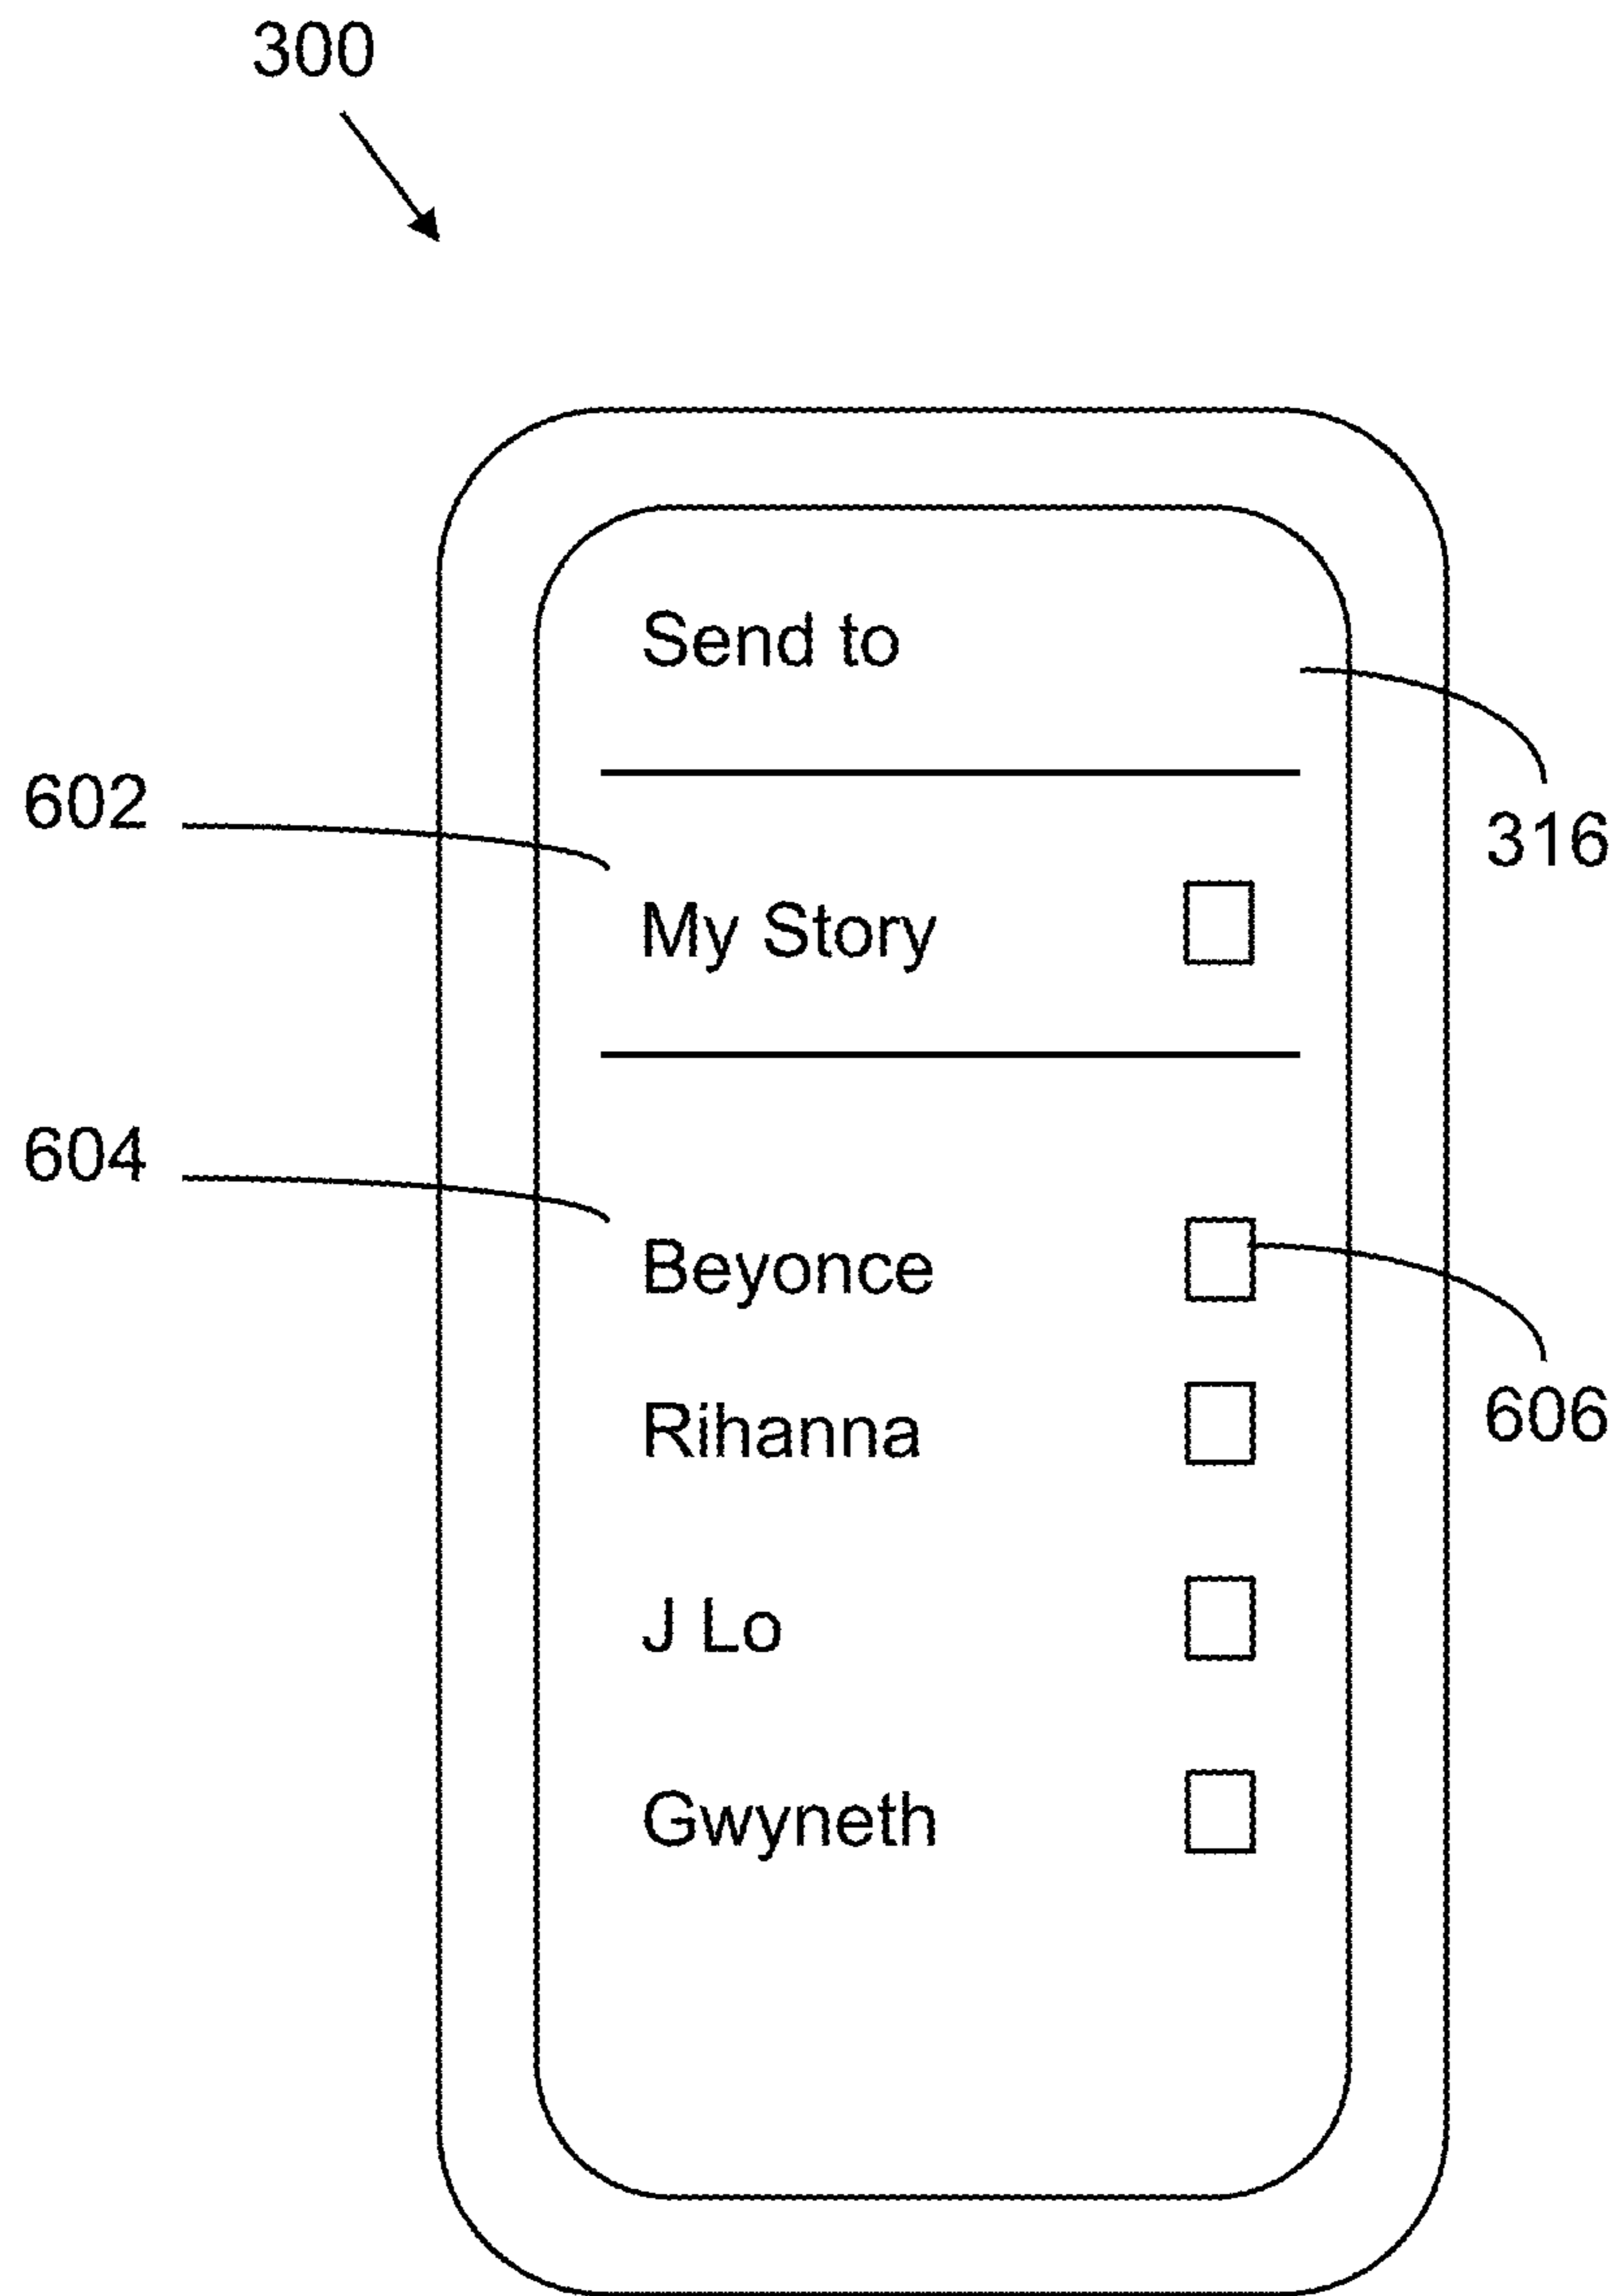 300
Send to
316
602
My Story
604
Beyonce
606
Rihanna
J Lo
Gwyneth